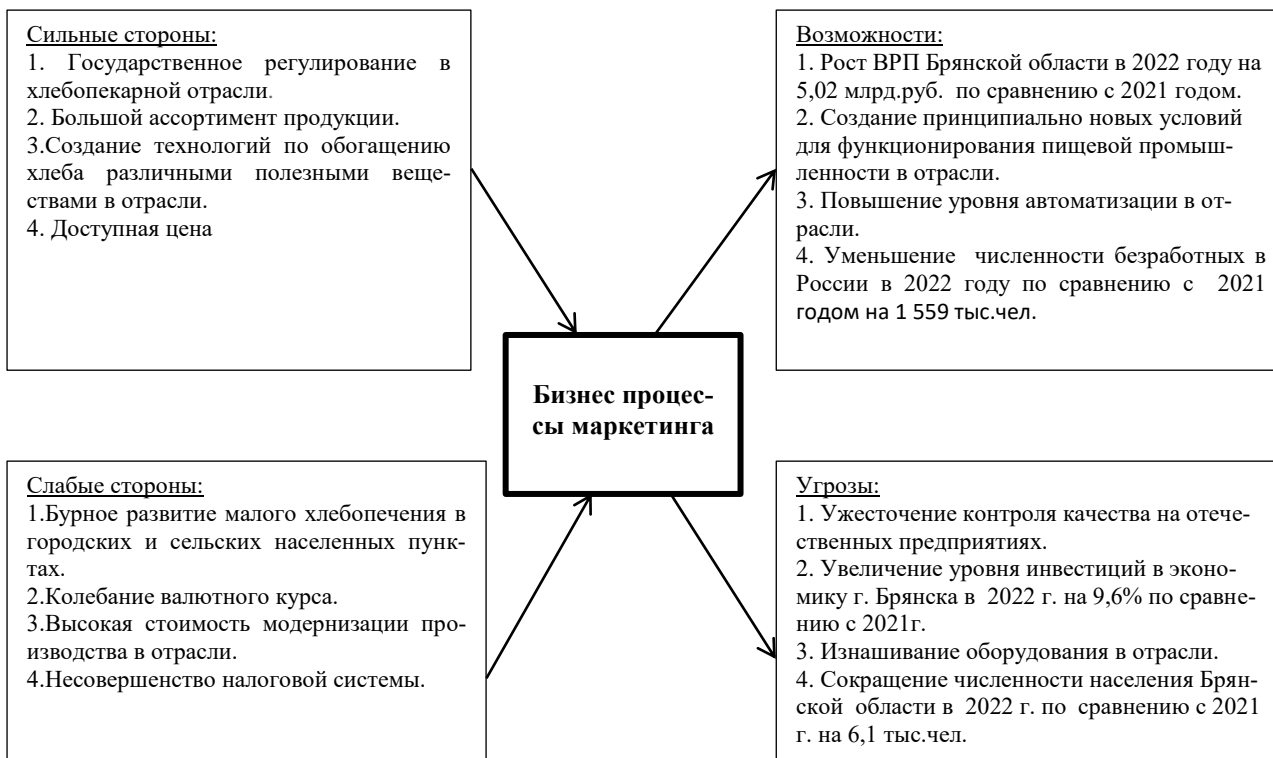 Сильные стороны:
1. Государственное регулирование в
хлебопекарной отрасли.
2. Большой ассортимент продукции.
3.Создание технологий по обогащению
хлеба различными полезными веще-
ствами в отрасли.
4. Доступная цена
Возможности:
1. Рост ВРП Брянской области в 2022 году на
5,02 млрд.руб. по сравнению с 2021 годом.
2. Создание принципиально новых условий
для функционирования пищевой промыш-
ленности в отрасли.
3. Повышение уровня автоматизации в от-
расли.
4. Уменьшение численности безработных в
России в 2022 году по сравнению с 2021
годом на 1 559 тыс.чел.
Бизнес процес-
сы маркетинга
Слабые стороны:
1.Бурное развитие малого хлебопечения в
городских и сельских населенных пунк-
тах.
2.Колебание валютного курса.
3.Высокая стоимость модернизации про-
изводства в отрасли.
4.Несовершенство налоговой системы.
Угрозы:
1. Ужесточение контроля качества на отече-
ственных предприятиях.
2. Увеличение уровня инвестиций в эконо-
мику г. Брянска в 2022 г. на 9,6% по сравне-
нию с 2021г.
3. Изнашивание оборудования в отрасли.
4. Сокращение численности населения Брян-
ской области в 2022 г. по сравнению с 2021
г. на 6,1 тыс.чел.